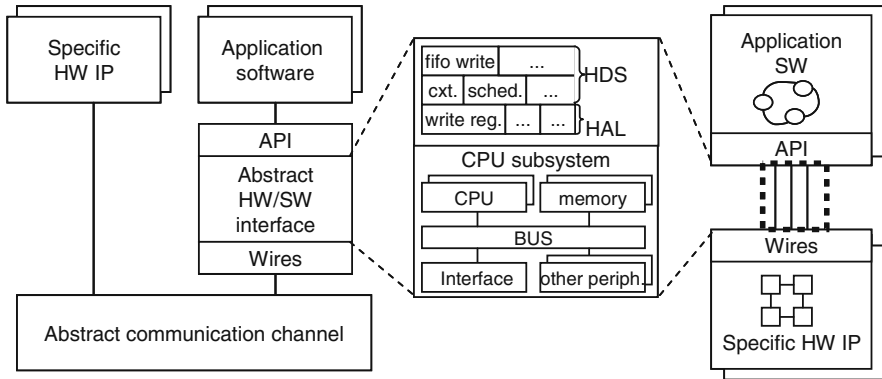 Specific
HW IP
Application
software
API
Abstract
HW/SW
interface
Wires
Abstract communication channel
fifo write
...
HDS
cxt.
sched.
...
write reg.
...
...
HAL
CPU subsystem
CPU
memory
BUS
Interface
other periph.
Application
SW
API
Wires
Specific HW IP